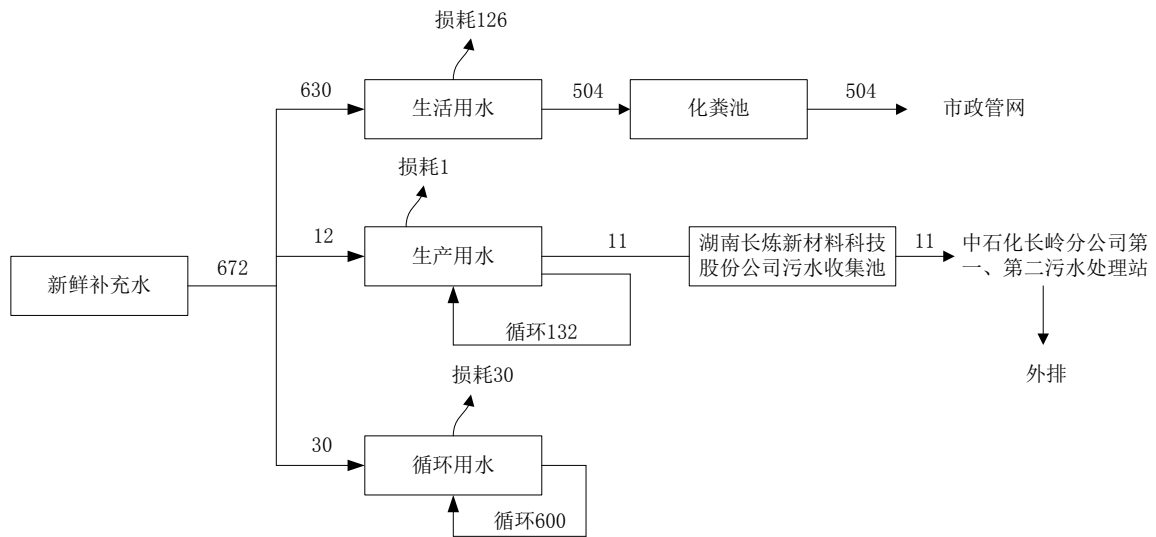 损耗126
630
生活用水
504
化粪池
504
市政管网
损耗1
12
生产用水
11
湖南长炼新材料科技
股份公司污水收集池
11
中石化长岭分公司第
一、第二污水处理站
672
新鲜补充水
循环132
外排
损耗30
30
循环用水
循环600